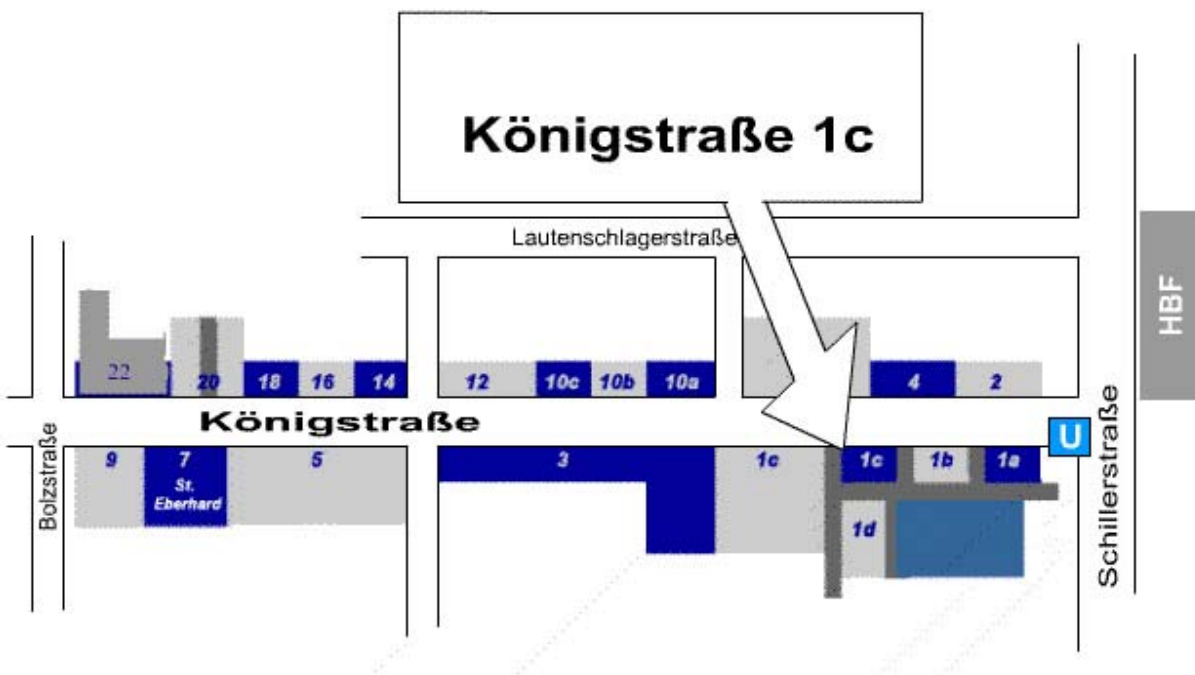 Königstraße 1c
Lautenschlagerstraße
HBF
22
20
18
16
14
12
10c
10b
10a
4
2
Königstraße
U
Bolzstraße
9
7
St.
Eberhard
5
3
1c
1b
1a
1d
Schillerstraße